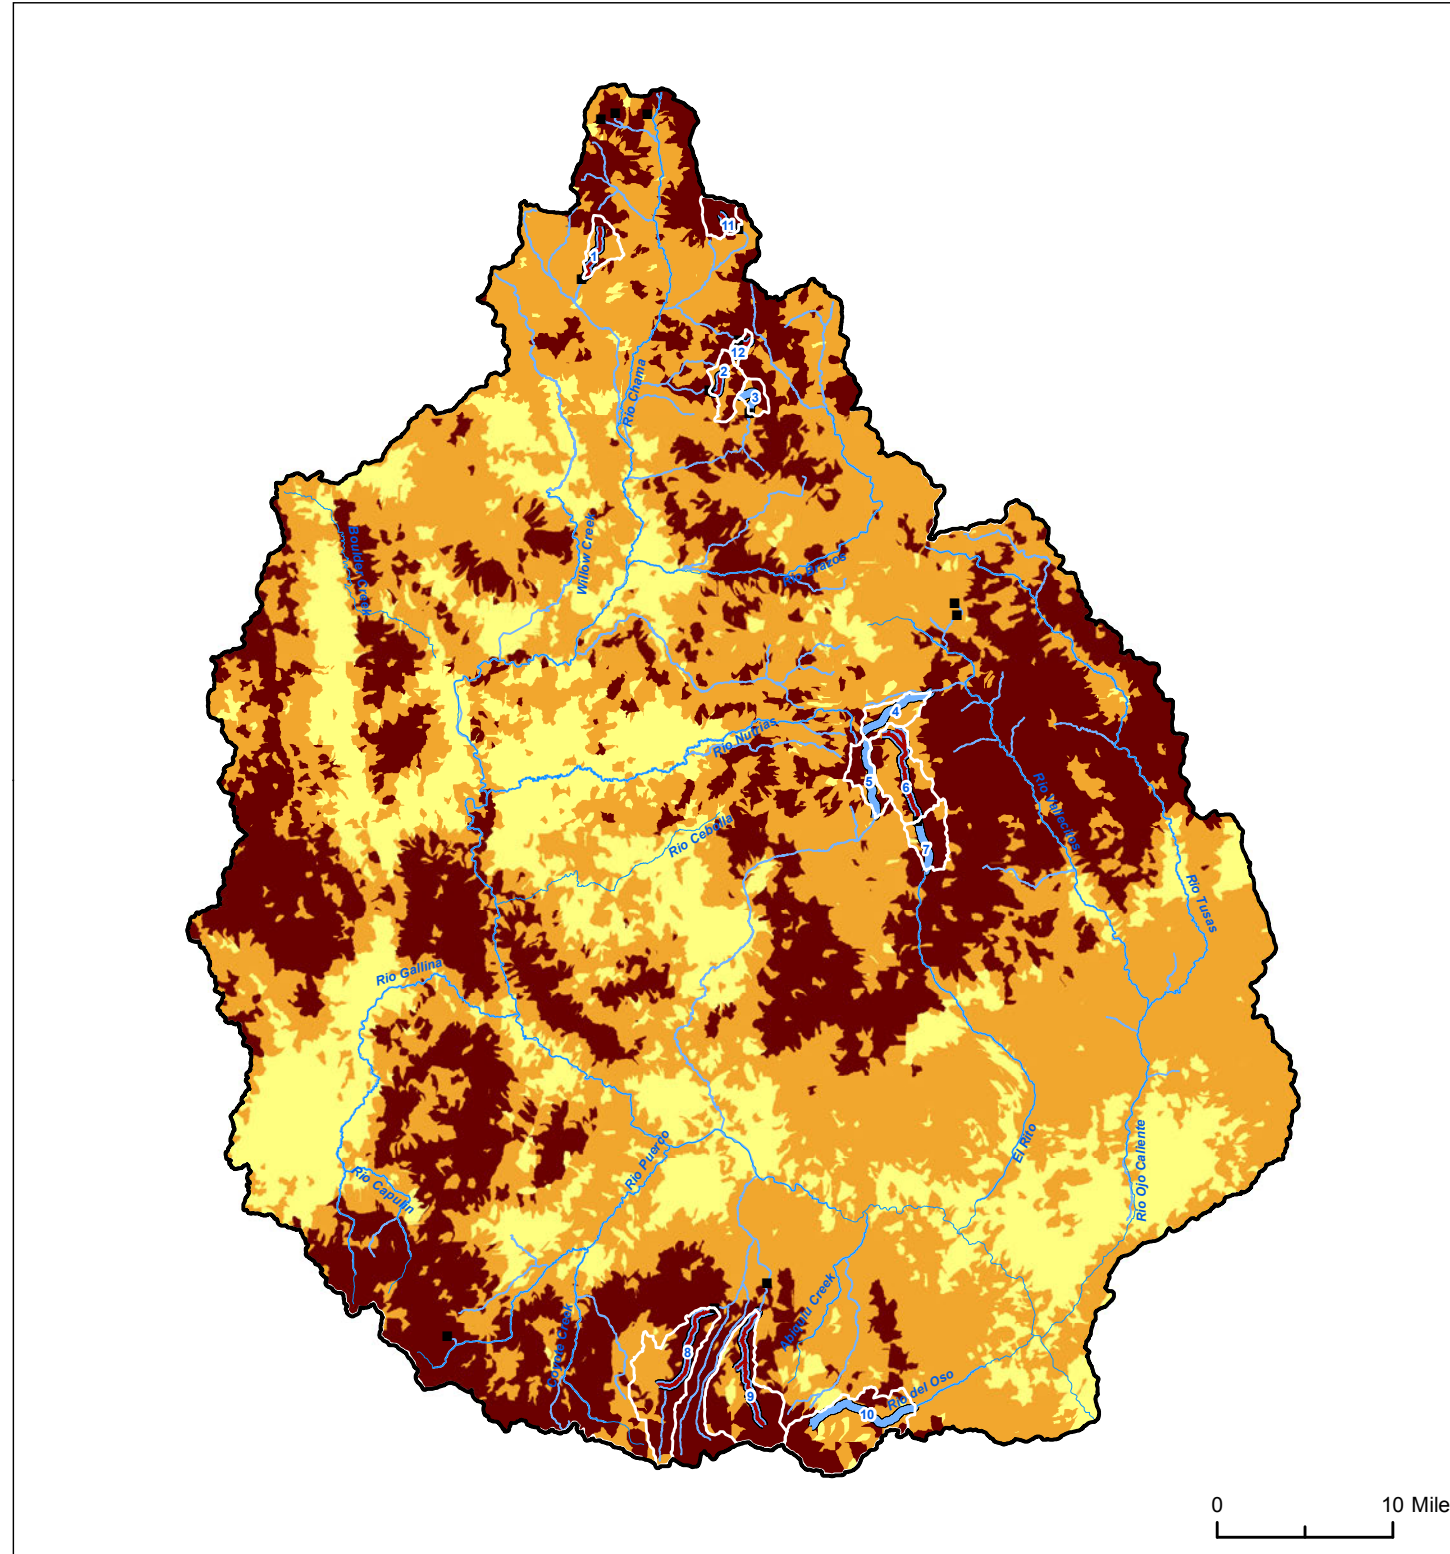 11
1
12
2
3
Rio Chama
Boulder Creek
Willow Creek
Rio Brazos
4
Rio Nutrias
5
6
Rio Vallecitos
Rio Cebolla
7
Rio Tusas
Rio Gallina
Rio Puerco
El Rito
Rio Ojo Caliente
Rio Capulin
Abiquiu Creek
Coyote Creek
8
9
Rio del Oso
10
0 10 Mile